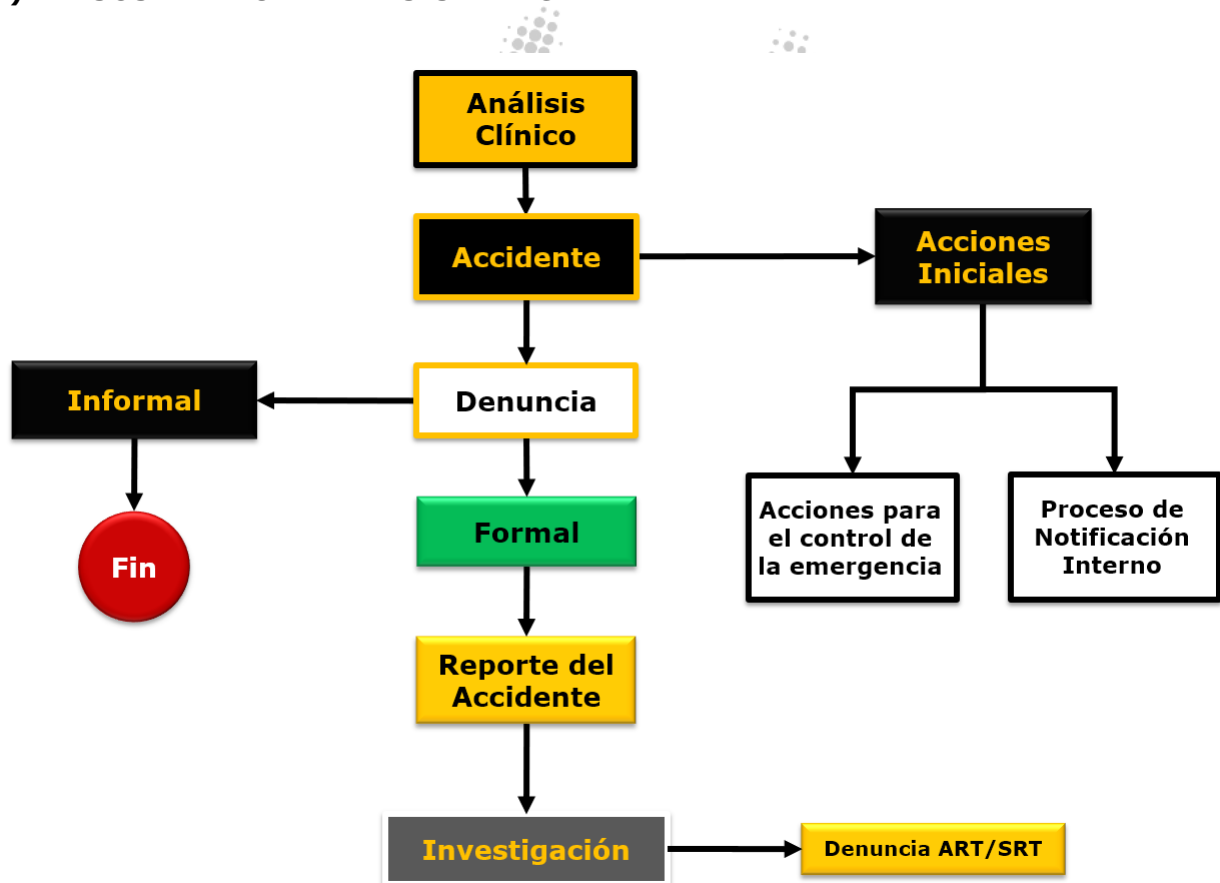 Análisis
Clínico
Accidente
Acciones
Iniciales
Informal
Denuncia
Formal
Fin
Acciones para
el control de
la emergencia
Proceso de
Notificación
Interno
Reporte del
Accidente
Investigación
Denuncia ART/SRT